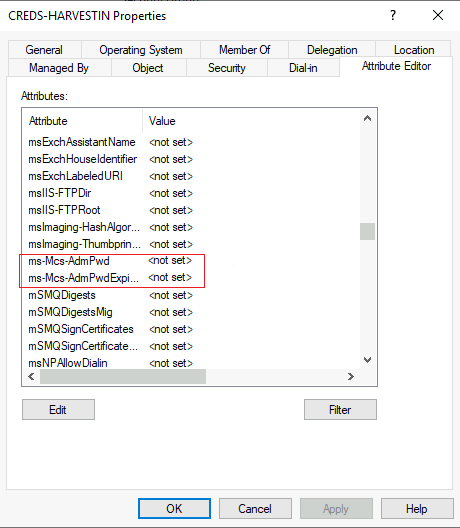 CREDS-HARVESTIN Properties
? ×
General Operating System Member Of Delegation Location
Managed By Object Security Dial-in Attribute Editor
Attributes:
Attribute Value
msExchAssistantName <not set>
msExchHouseIdentifier <not set>
msExchLabeledURI <not set>
msIIS-FTPDir <not set>
msIIS-FTPRoot <not set>
msImaging-HashAlgor... <not set>
msImaging-Thumbprin... <not set>
ms-Mcs-AdmPwd <not set>
ms-Mcs-AdmPwdExpi... <not set>
mSMQDigests <not set>
mSMQDigestsMig <not set>
mSMQSignCertificates <not set>
mSMQSignCertificate... <not set>
msNPAllowDialin <not set>
Edit Filter
OK Cancel Apply Help